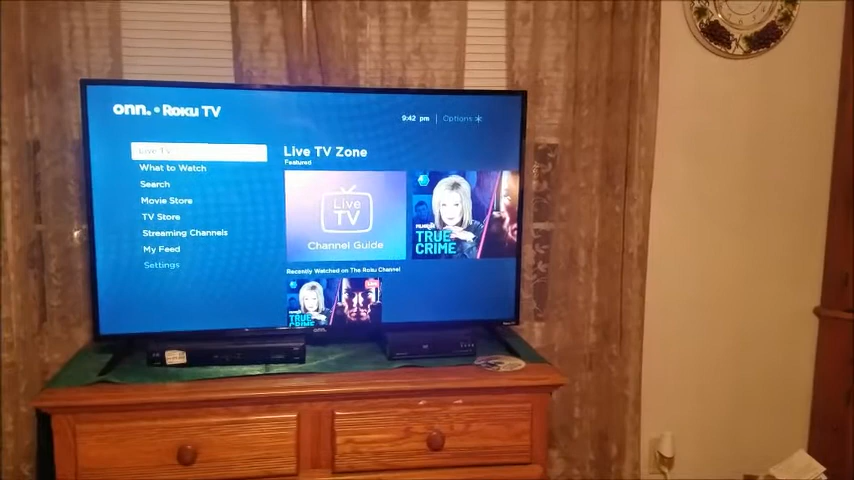 onn. • Roku TV
9:42 pm | Options ✳
Live TV
What to Watch
Search
Movie Store
TV Store
Streaming Channels
My Feed
Settings
Live TV Zone
Featured
Live
TV
Channel Guide
TRUE
CRIME
Recently Watched on The Roku Channel
TRUE
CRIME